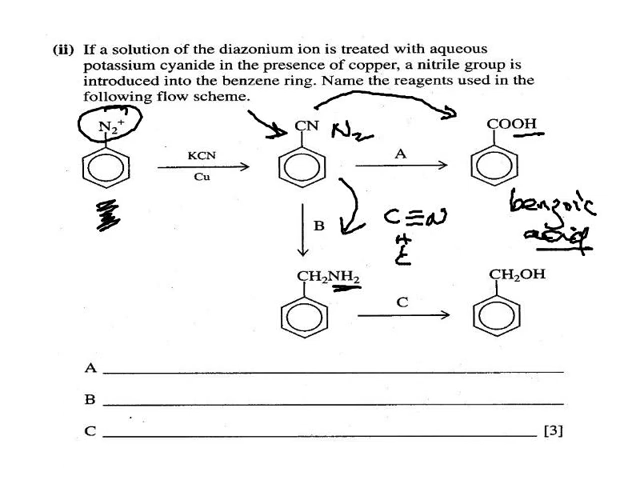 (ii) If a solution of the diazonium ion is treated with aqueous
potassium cyanide in the presence of copper, a nitrile group is
introduced into the benzene ring. Name the reagents used in the
following flow scheme.
N₂⁺
KCN
Cu
CN
N₂
A
COOH
benzoic
acid
B
C≡N
CH₂NH₂
C
CH₂OH
A
B
C [3]